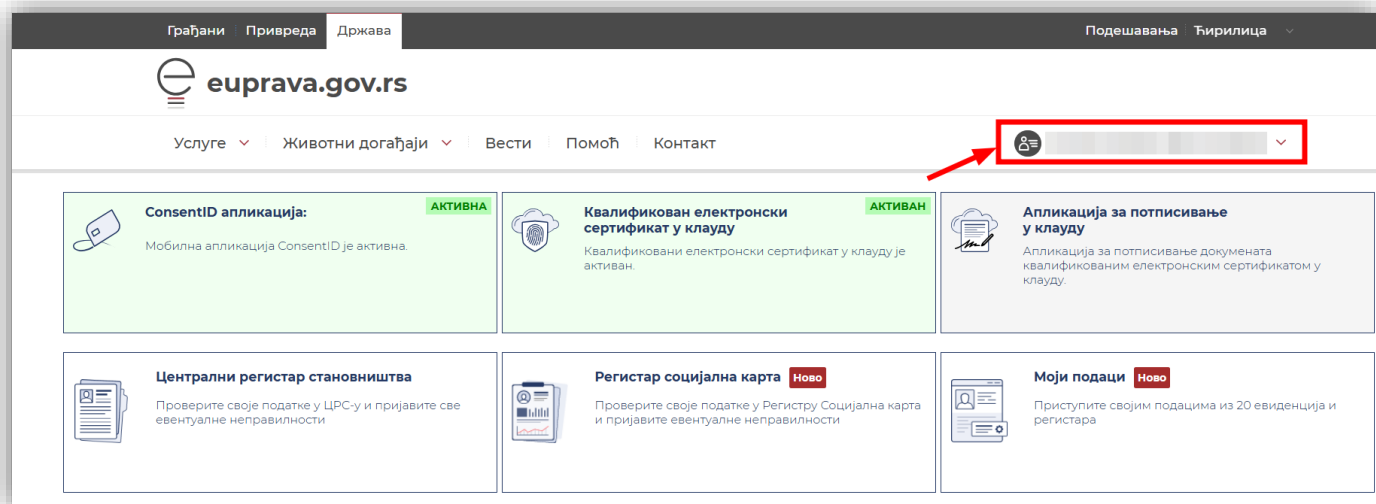 Грађани Привреда Држава Подешавања Ћирилица
euprava.gov.rs
Услуге Животни догађаји Вести Помоћ Контакт
ConsentID апликација:
АКТИВНА
Мобилна апликација ConsentID је активна.
Квалификован електронски
сертификат у клауду
АКТИВАН
Квалификовани електронски сертификат у клауду је
активан.
Апликација за потписивање
у клауду
Апликација за потписивање докумената
квалификованим електронским сертификатом у
клауду.
Централни регистар становништва
Проверите своје податке у ЦРС-у и пријавите све
евентуалне неправилности
Регистар социјална карта Ново
Проверите своје податке у Регистру Социјална карта
и пријавите евентуалне неправилности
Моји подаци Ново
Приступите својим подацима из 20 евиденција и
регистара